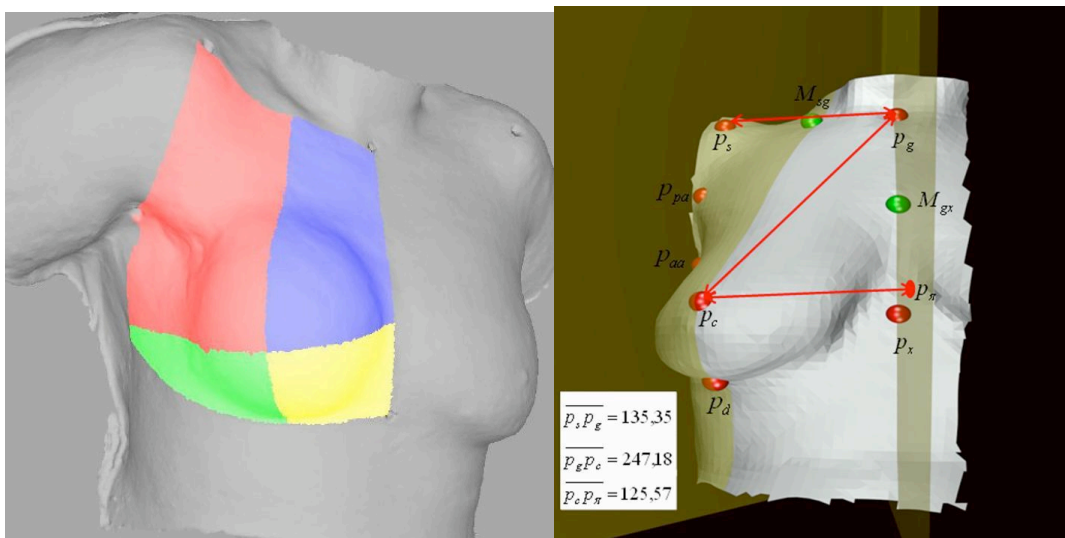 M_sg
p_s
p_g
p_pa
M_gx
p_aa
p_π
p_c
p_x
p_d
p_s p_g = 135,35
p_g p_c = 247,18
p_c p_π = 125,57